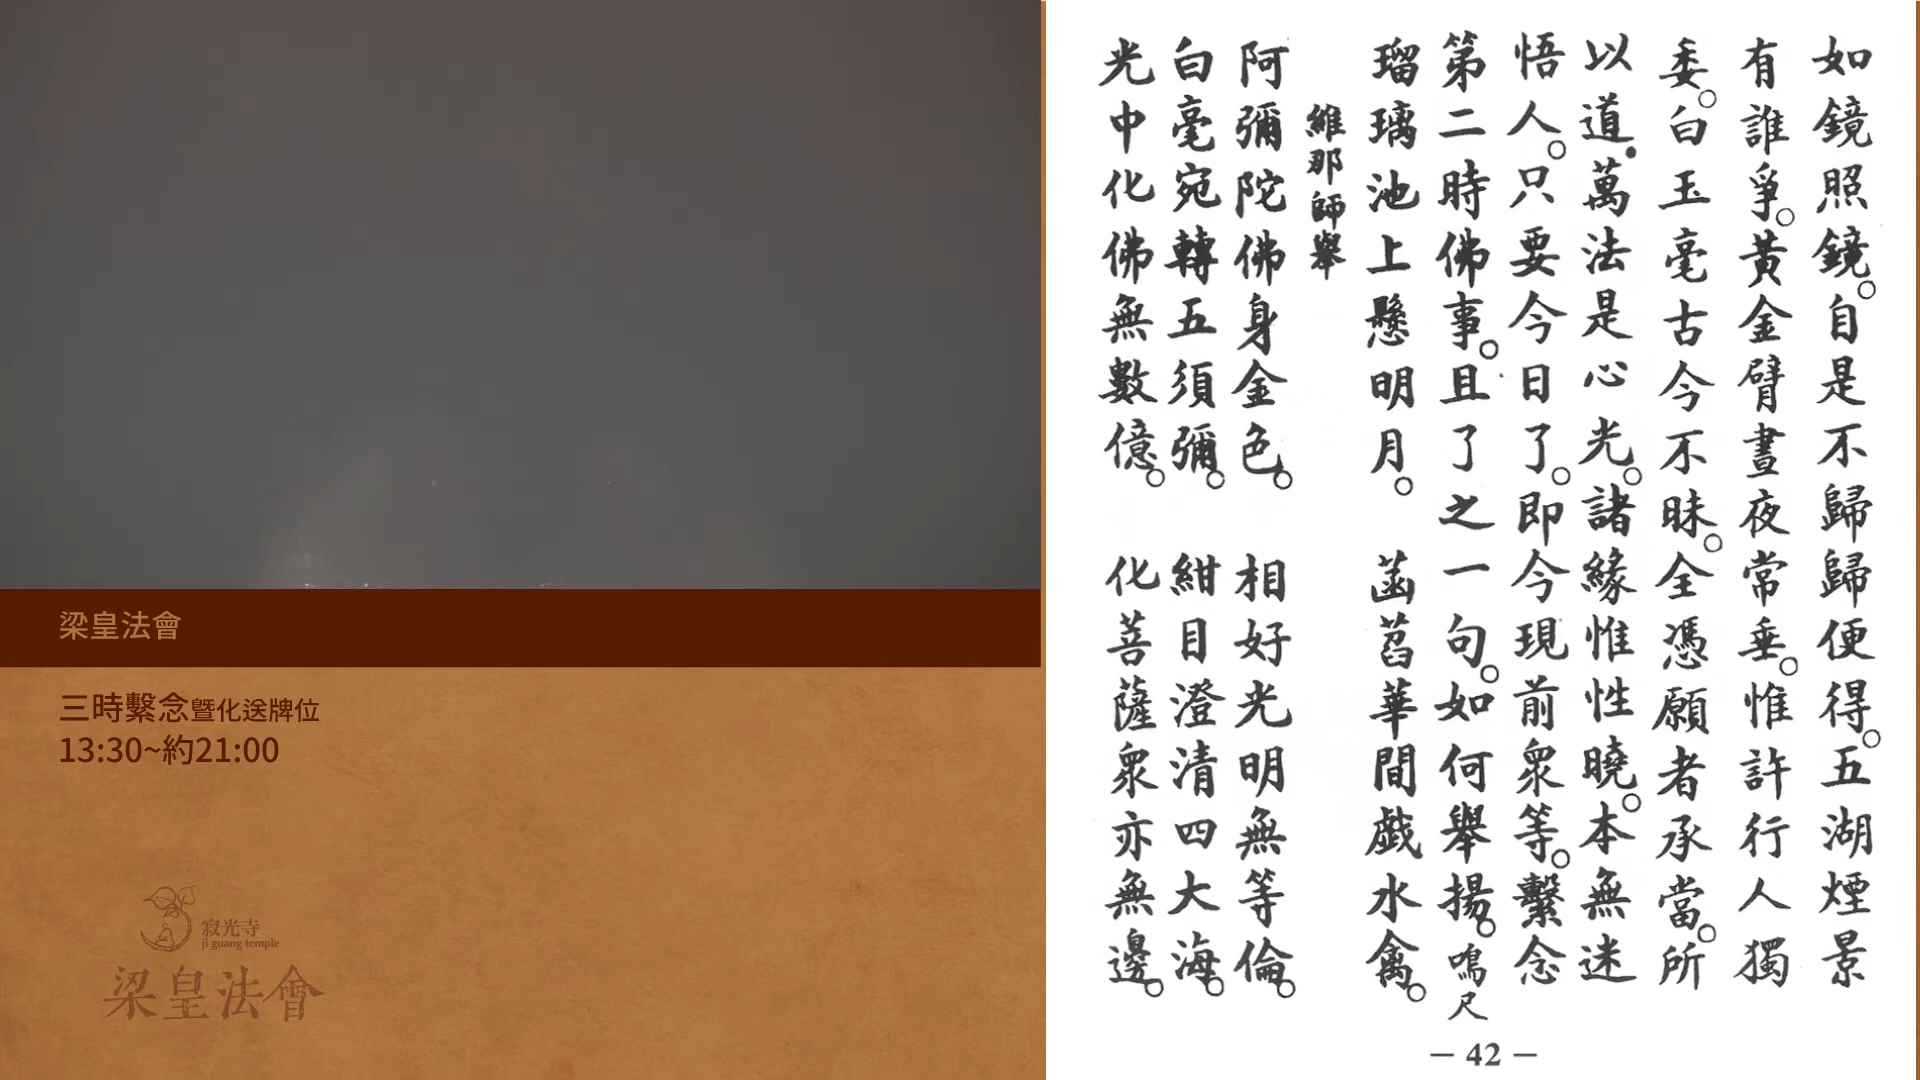 梁皇法會
三時繫念暨化送牌位
13:30~約21:00
寂光寺
ji guang temple
梁皇法會
如鏡照鏡。自是不歸歸便得。五湖煙景
有誰爭。黃金臂晝夜常垂。惟許行人獨
委。白玉毫古今不昧。全憑願者承當。所
以道．萬法是心光。諸緣惟性曉。本無迷
悟人。只要今日了。即今現前眾等。繫念
第二時佛事。且了之一句。如何舉揚。鳴尺
瑠璃池上懸明月。 菡萏華間戲水禽。
維那師舉
阿彌陀佛身金色。 相好光明無等倫。
白毫宛轉五須彌。 紺目澄清四大海。
光中化佛無數億。 化菩薩眾亦無邊。
— 42 —